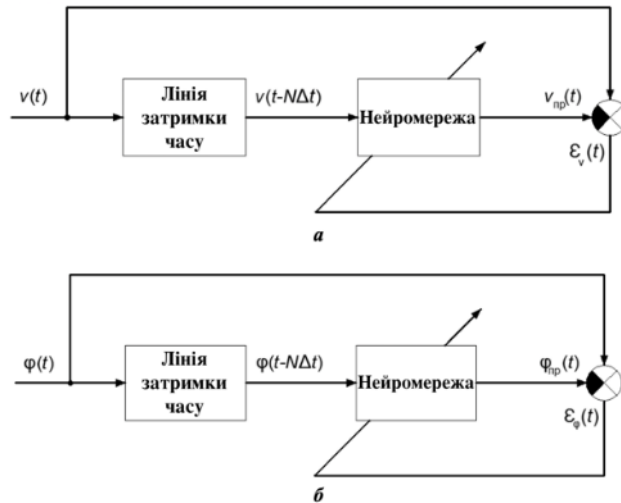 v(t)
Лінія
затримки
часу
v(t-NΔt)
Нейромережа
vпр(t)
εv(t)
а
φ(t)
Лінія
затримки
часу
φ(t-NΔt)
Нейромережа
φпр(t)
εφ(t)
б